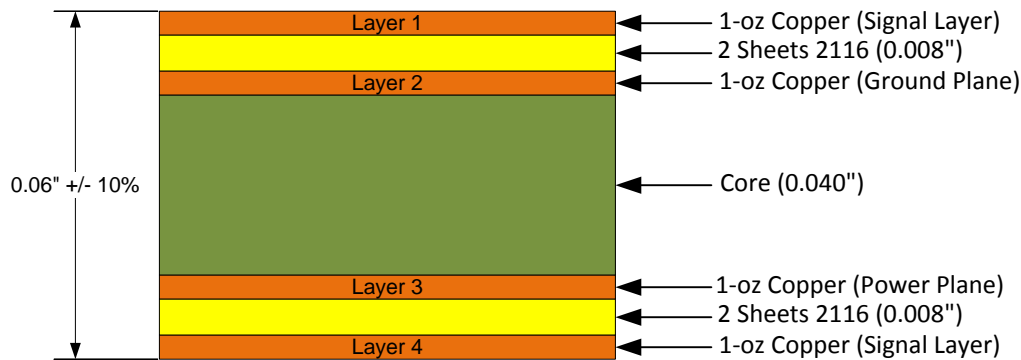 Layer 1
1-oz Copper (Signal Layer)
2 Sheets 2116 (0.008")
Layer 2
1-oz Copper (Ground Plane)
0.06" +/- 10%
Core (0.040")
Layer 3
1-oz Copper (Power Plane)
2 Sheets 2116 (0.008")
Layer 4
1-oz Copper (Signal Layer)